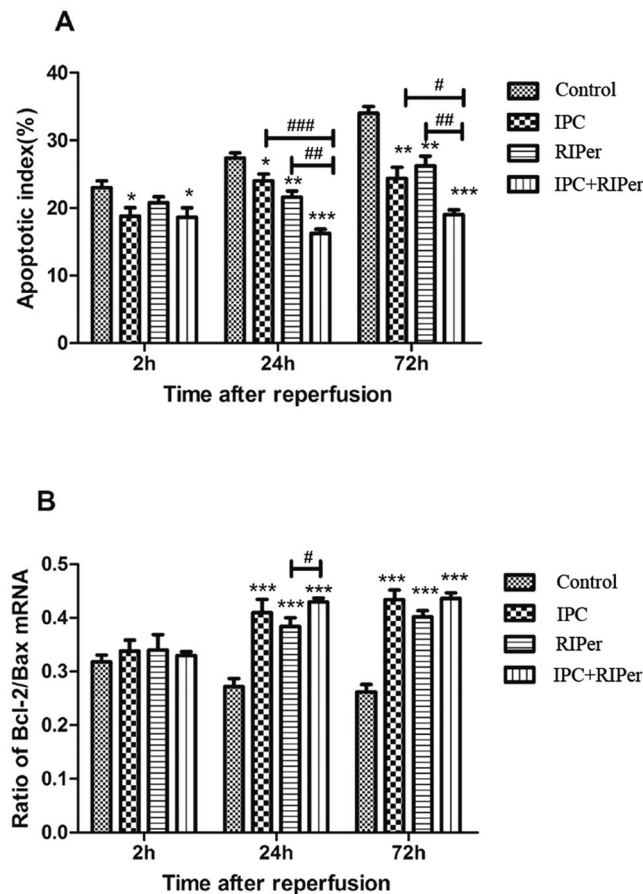 A
Apoptotic index(%)
40
30
20
10
0
* *
* ** ***
### ##
** ** ***
# ##
2h 24h 72h
Time after reperfusion
Control
IPC
RIPer
IPC+RIPer
B
Ratio of Bcl-2/Bax mRNA
0.5
0.4
0.3
0.2
0.1
0.0
*** *** ***
#
*** *** ***
2h 24h 72h
Time after reperfusion
Control
IPC
RIPer
IPC+RIPer